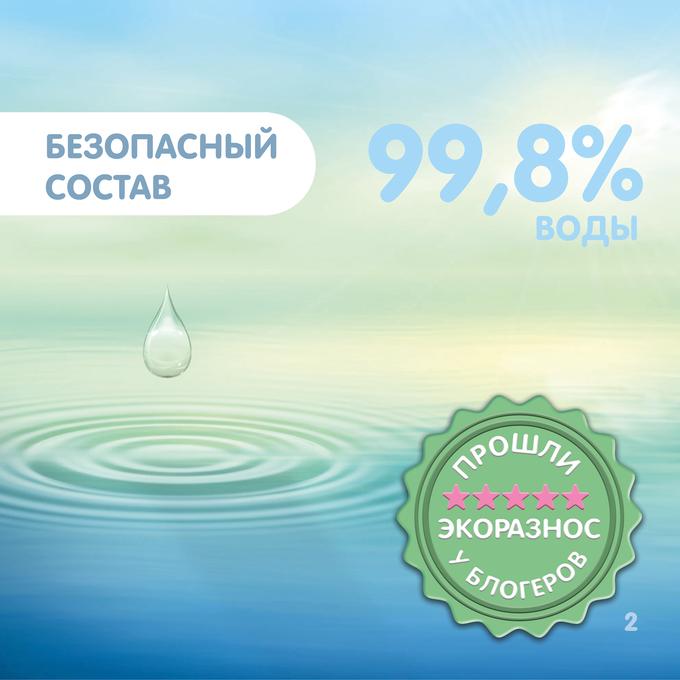 БЕЗОПАСНЫЙ
СОСТАВ
99,8%
ВОДЫ
ПРОШЛИ
ЭКОРАЗНОС
У БЛОГЕРОВ
2